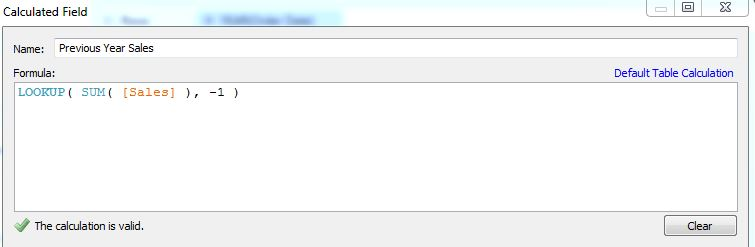 Calculated Field
Name: Previous Year Sales
Formula: Default Table Calculation
LOOKUP( SUM( [Sales] ), -1 )
The calculation is valid. Clear